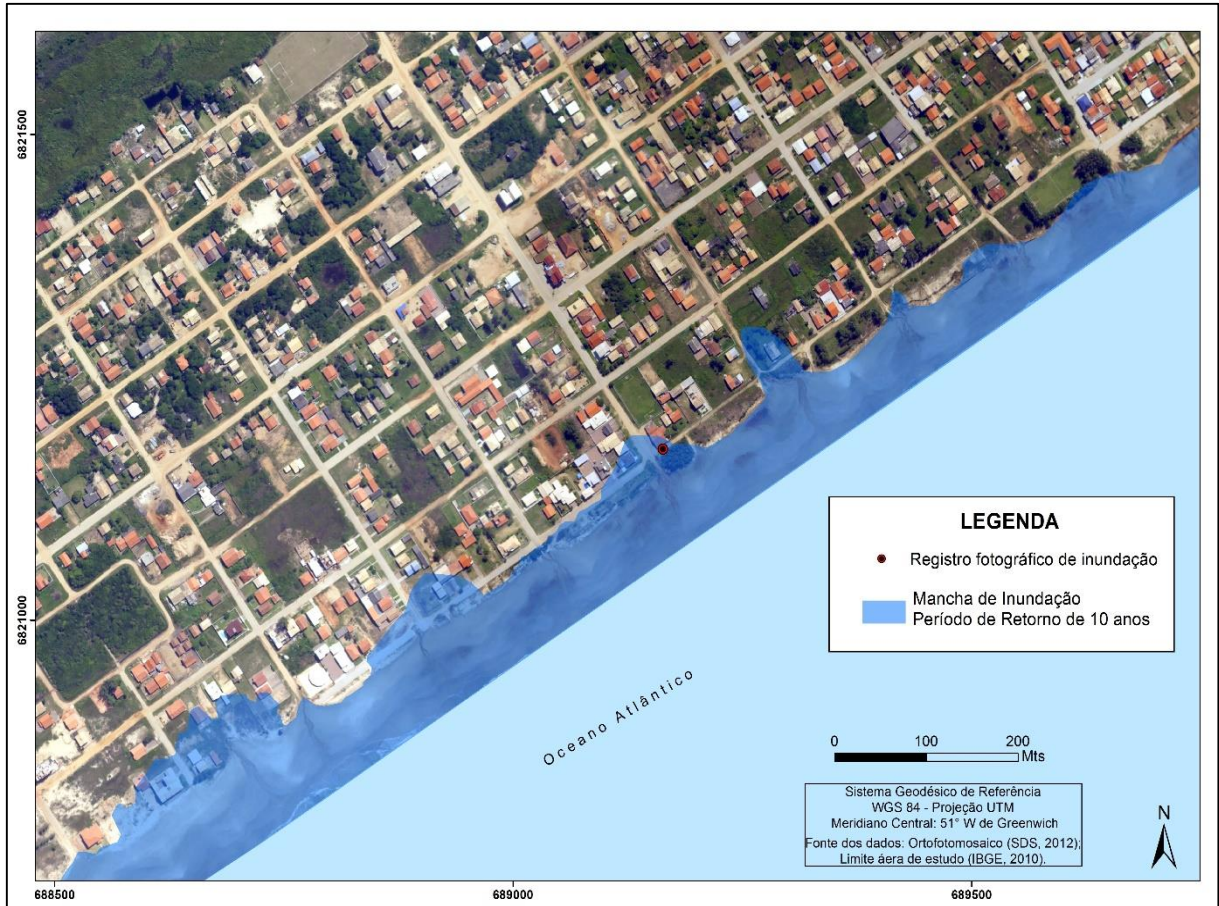 6821500
6821000
688500
689000
689500
Oceano Atlântico
LEGENDA
Registro fotográfico de inundação
Mancha de Inundação
Período de Retorno de 10 anos
0 100 200
Mts
Sistema Geodésico de Referência
WGS 84 - Projeção UTM
Meridiano Central: 51° W de Greenwich
Fonte dos dados: Ortofotomosaico (SDS, 2012);
Limite áera de estudo (IBGE, 2010).
N